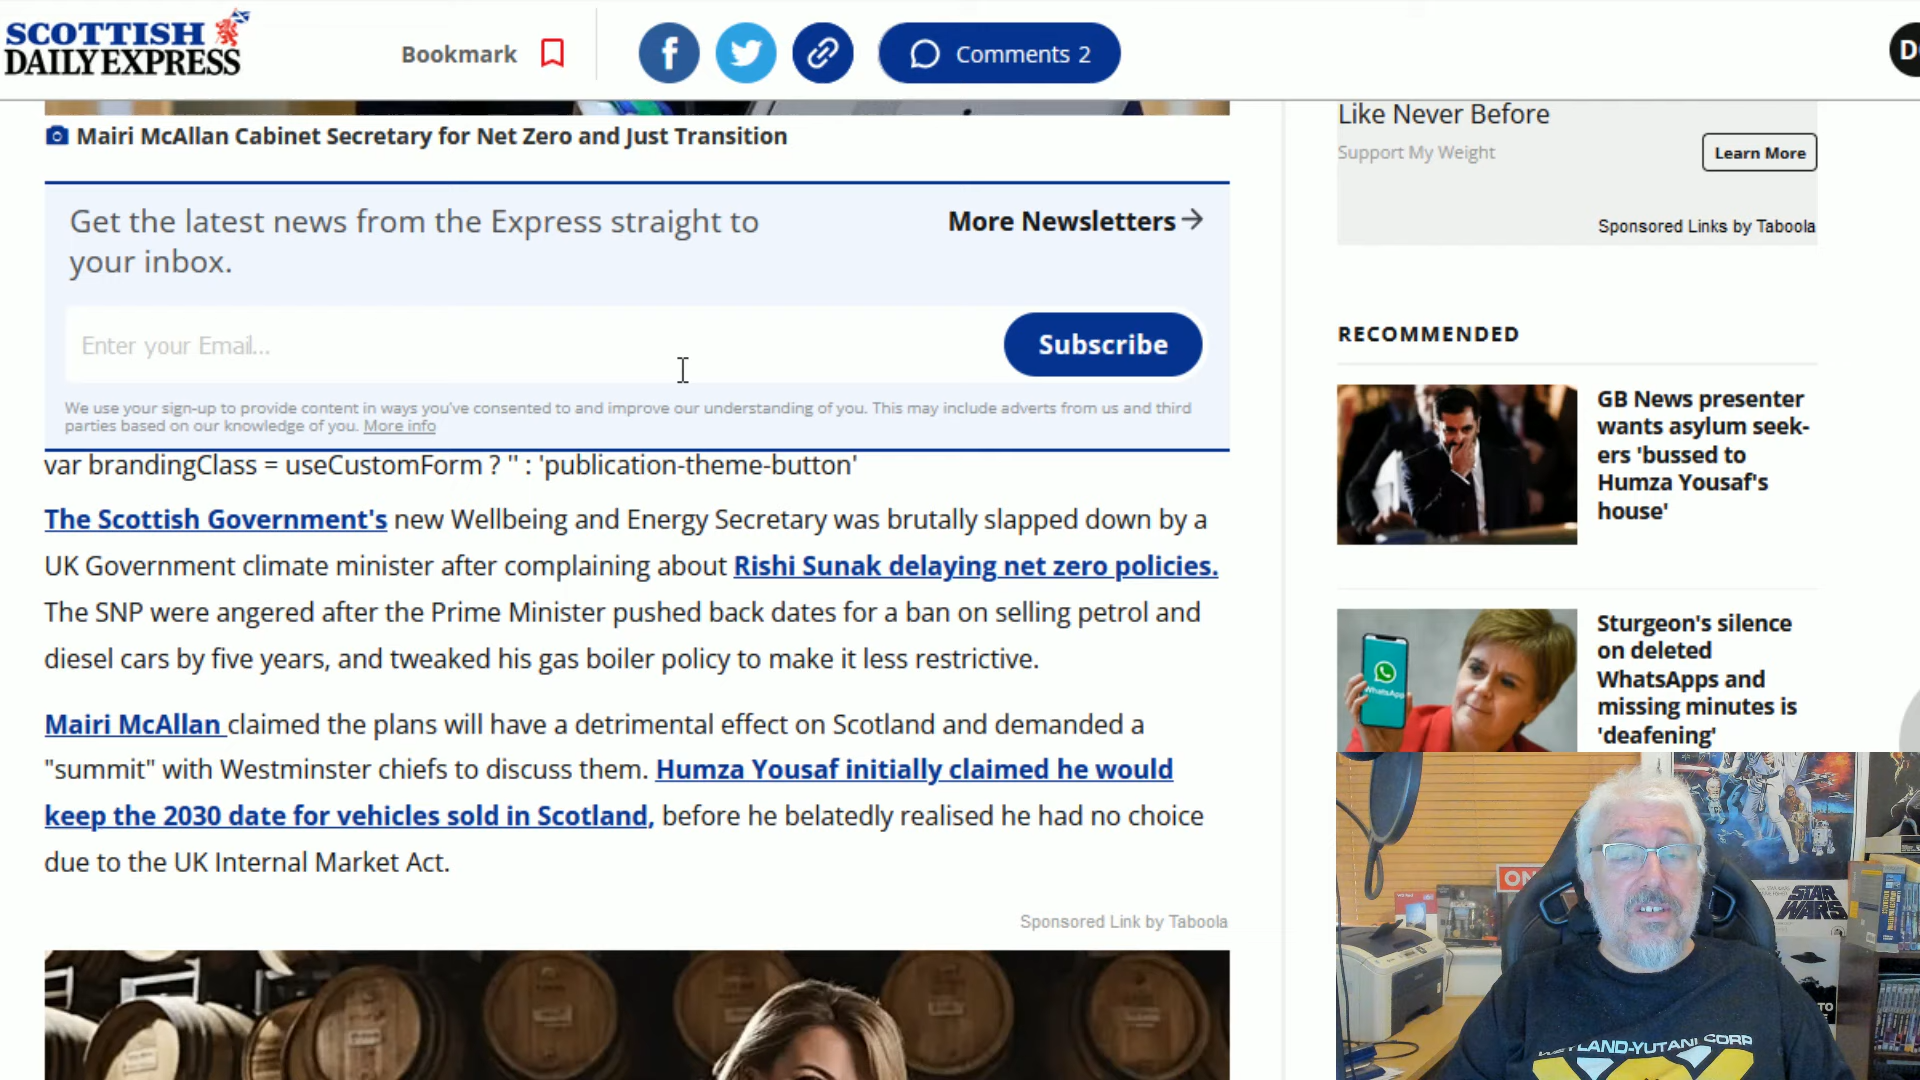 SCOTTISH
DAILY EXPRESS
Bookmark
Comments 2
Mairi McAllan Cabinet Secretary for Net Zero and Just Transition
Get the latest news from the Express straight to
your inbox.
More Newsletters
Enter your Email...
Subscribe
We use your sign-up to provide content in ways you've consented to and improve our understanding of you. This may include adverts from us and third
parties based on our knowledge of you. More info
var brandingClass = useCustomForm ? '' : 'publication-theme-button'
The Scottish Government's new Wellbeing and Energy Secretary was brutally slapped down by a
UK Government climate minister after complaining about Rishi Sunak delaying net zero policies.
The SNP were angered after the Prime Minister pushed back dates for a ban on selling petrol and
diesel cars by five years, and tweaked his gas boiler policy to make it less restrictive.
Mairi McAllan claimed the plans will have a detrimental effect on Scotland and demanded a
"summit" with Westminster chiefs to discuss them. Humza Yousaf initially claimed he would
keep the 2030 date for vehicles sold in Scotland, before he belatedly realised he had no choice
due to the UK Internal Market Act.
Sponsored Link by Taboola
Like Never Before
Support My Weight
Learn More
Sponsored Links by Taboola
RECOMMENDED
GB News presenter
wants asylum seek-
ers 'bussed to
Humza Yousaf's
house'
WhatsApp
Sturgeon's silence
on deleted
WhatsApps and
missing minutes is
'deafening'
ON
STAR
WARS
TO
WEYLAND-YUTANI CORP